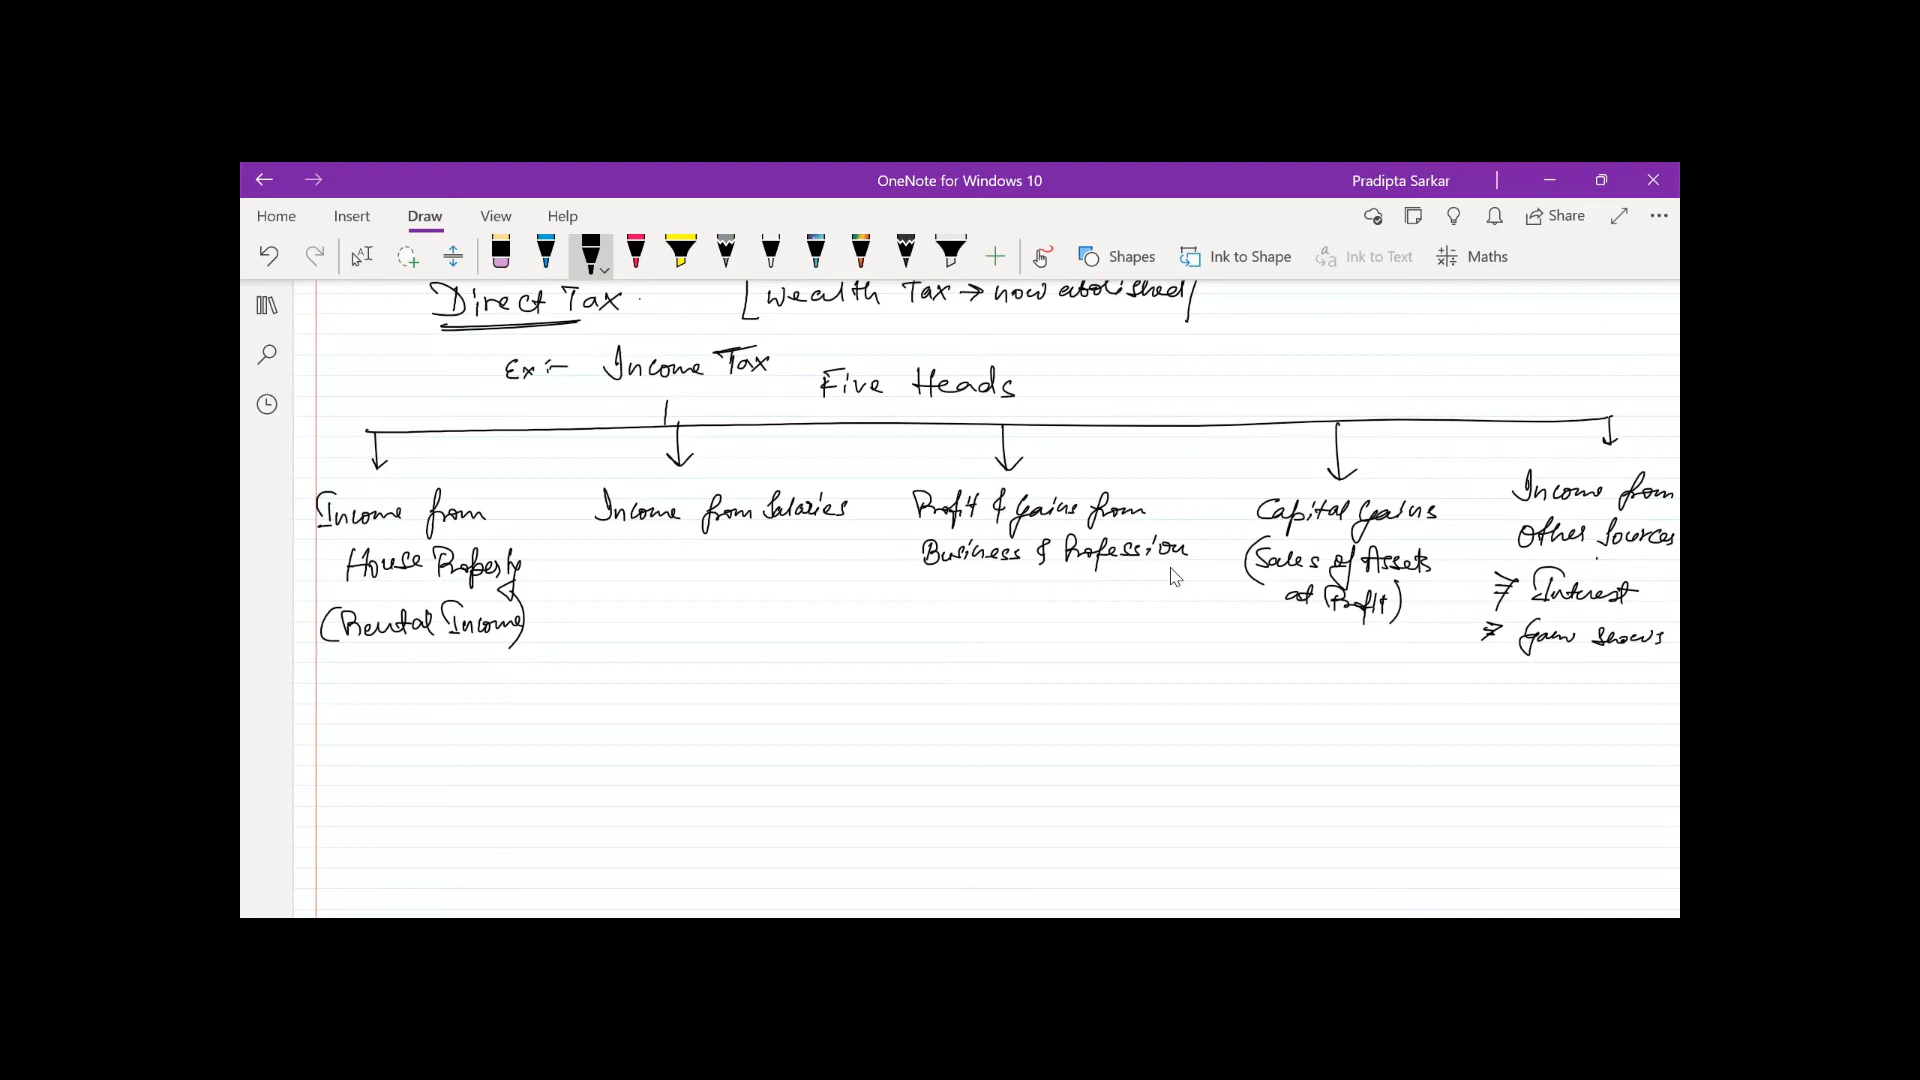 OneNote for Windows 10
Pradipta Sarkar
Home Insert Draw View Help
Share
Shapes Ink to Shape Ink to Text Maths
Direct Tax. [Wealth Tax → now abolished]
Ex :- Income Tax
Five Heads
Income from
House Property
(Rental Income)
Income from Salaries
Profit & Gains from
Business & Profession
Capital Gains
(Sales of Assets
at Profit)
Income from
Other Sources
Interest
Game shows